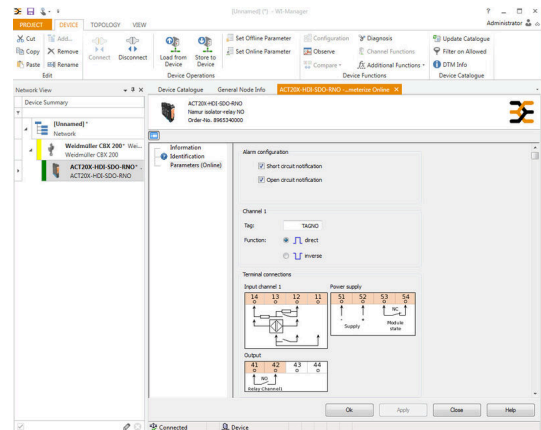 [Unnamed] (*) - WI-Manager
PROJECT DEVICE TOPOLOGY VIEW
Administrator
Cut Add...
Copy Remove
Paste Rename
Edit
Connect Disconnect
Load from Device
Store to Device
Device Operations
Set Offline Parameter
Set Online Parameter
Configuration
Observe
Compare
Diagnosis
Channel Functions
Additional Functions
Device Functions
Update Catalogue
Filter on Allowed
DTM Info
Device Catalogue
Network View
Device Summary
[Unnamed]*
Network
Weidmüller CBX 200* Wei...
Weidmüller CBX 200
ACT20X-HDI-SDO-RNO*
ACT20X-HDI-SDO-RNO
Device Catalogue General Node Info ACT20X-HDI-SDO-RNO -...meterize Online
ACT20X-HDI-SDO-RNO
Namur isolator-relay NO
Order-No. 8965340000
Information
Identification
Parameters (Online)
Alarm configuration
Short circuit notification
Open circuit notification
Channel 1
Tag: TAGNO
Function: direct
inverse
Terminal connections
Input channel 1 Power supply
14 13 12 11 51 52 53 54
NC
Supply
Module state
Output
41 42 43 44
NO
Relay Channel1
Ok Apply Close Help
Connected Device